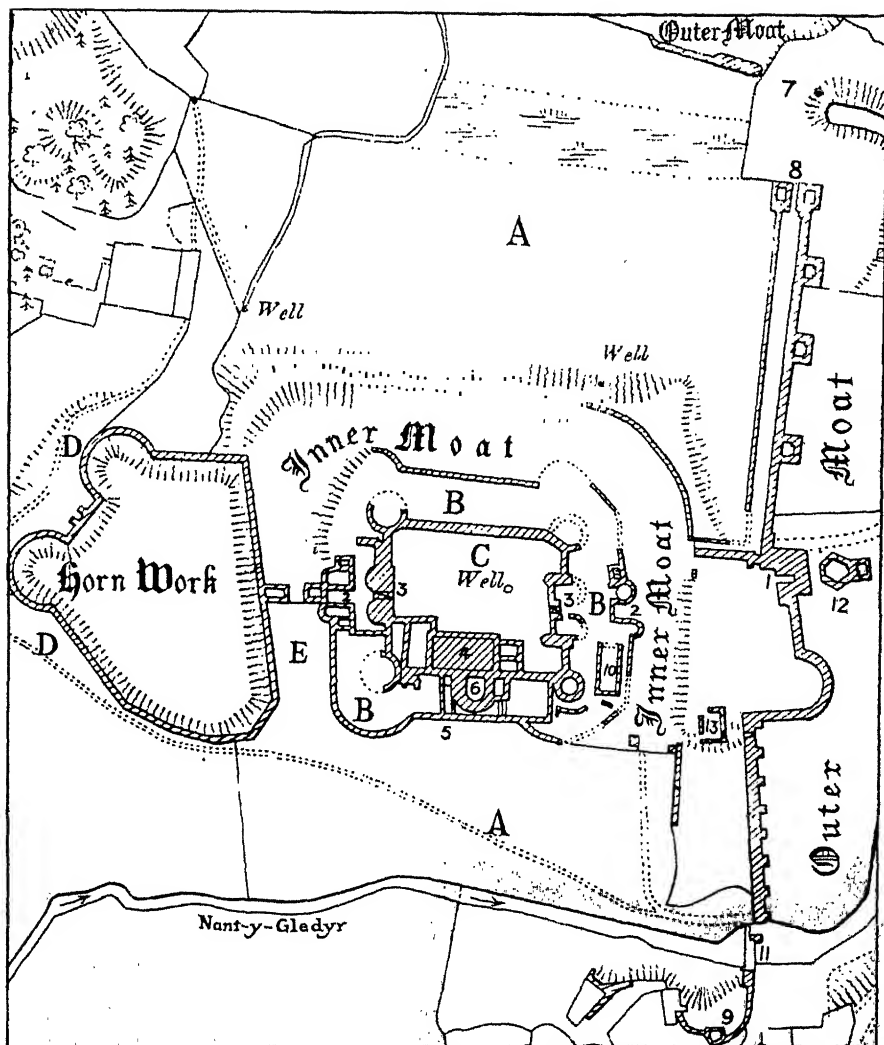 Outer Moat
7
8
A
Well
Well
Moat
D
Inner Moat
B
C
Well
Horn Work
2
3
3
B
2
1
12
Inner Moat
E
4
10
D
B
6
5
13
A
Outer
Nant-y-Gledyr
11
9